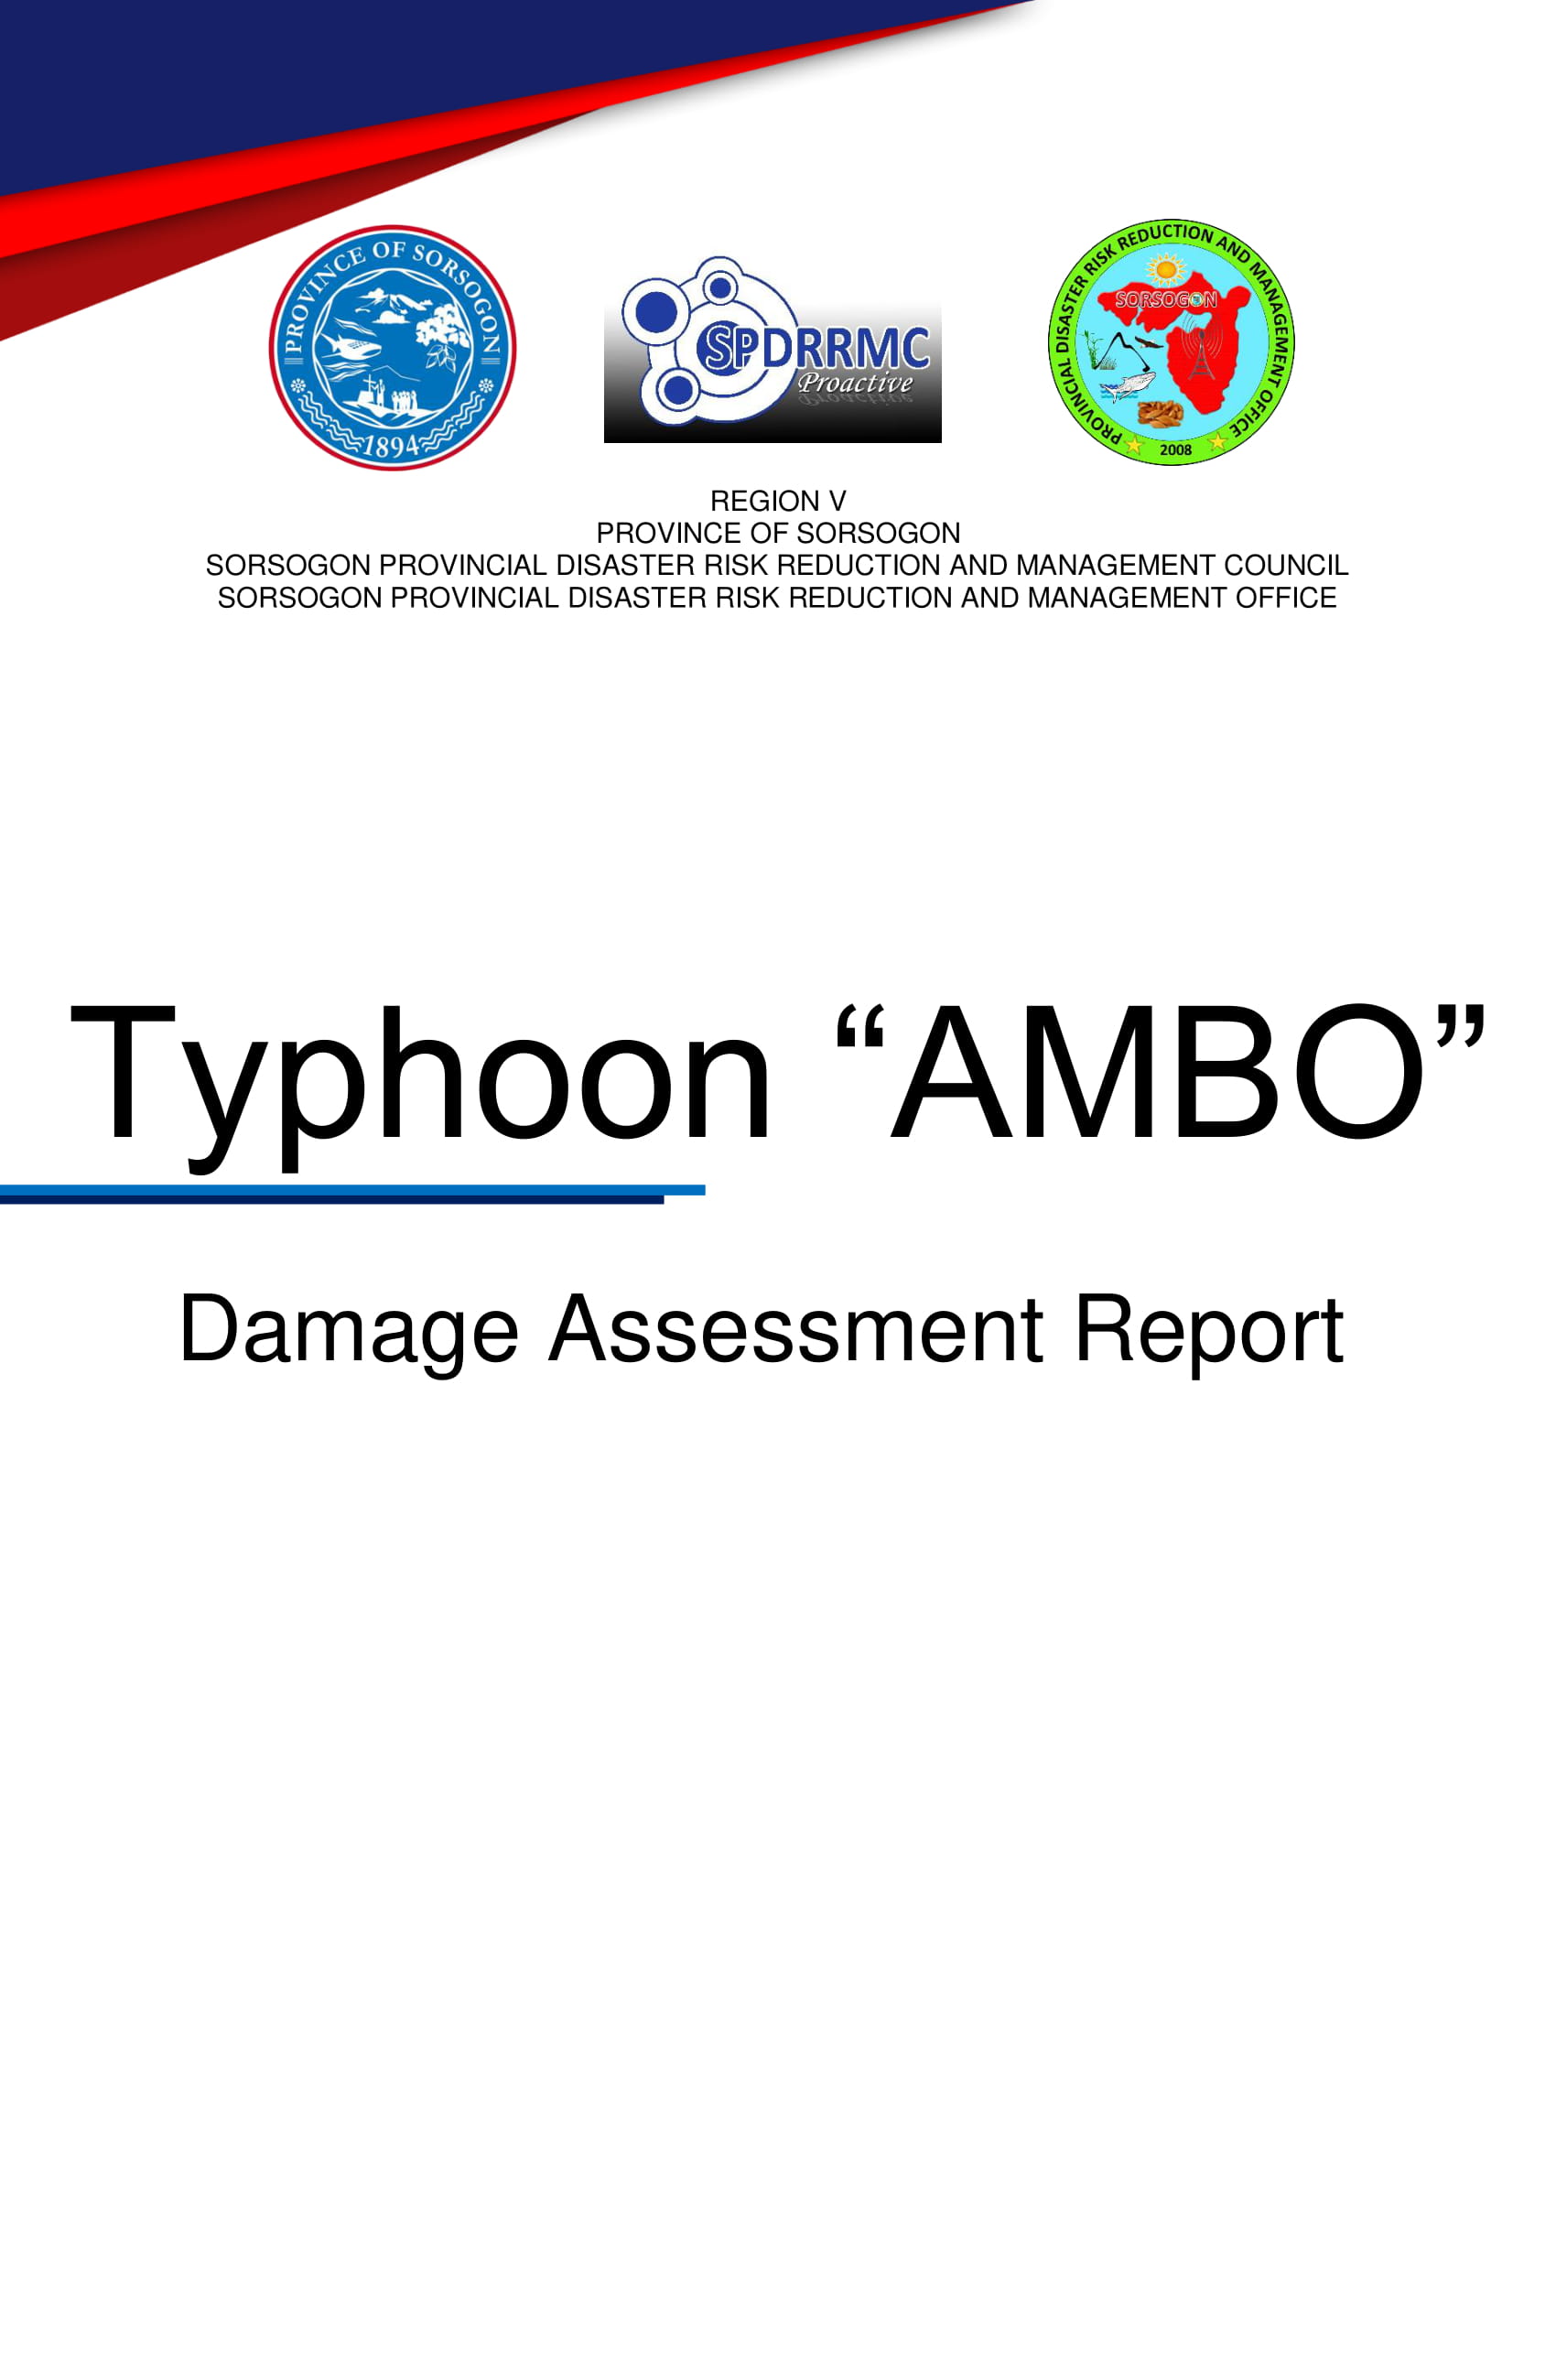 PROVINCE OF SORSOGON
1894
SPDRRMC
Proactive
PROVINCIAL DISASTER RISK REDUCTION AND MANAGEMENT OFFICE
SORSOGON
2008
REGION V
PROVINCE OF SORSOGON
SORSOGON PROVINCIAL DISASTER RISK REDUCTION AND MANAGEMENT COUNCIL
SORSOGON PROVINCIAL DISASTER RISK REDUCTION AND MANAGEMENT OFFICE
Typhoon “AMBO”
Damage Assessment Report